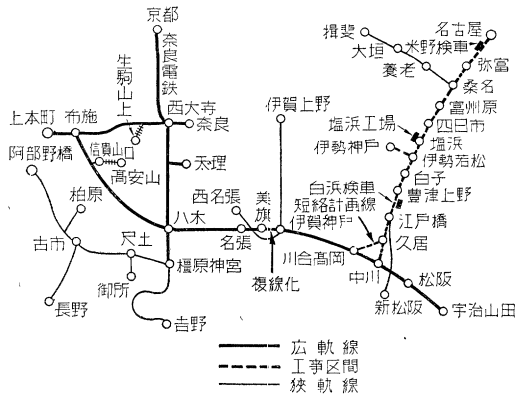 京都
奈良電鉄
生駒山上
西大寺
奈良
上本町
布施
信貴山口
高安山
天理
阿部野橋
柏原
古市
長野
尺土
御所
八木
橿原神宮
吉野
西名張
名張
美旗
伊賀上野
伊賀神戸
複線化
川合高岡
中川
短絡計画線
白浜検車
久居
新松阪
松阪
宇治山田
江戸橋
豊津上野
白子
伊勢若松
伊勢神戸
塩浜
塩浜工場
四日市
富州原
桑名
弥富
名古屋
米野検車
揖斐
大垣
養老
広軌線
工事区間
狭軌線